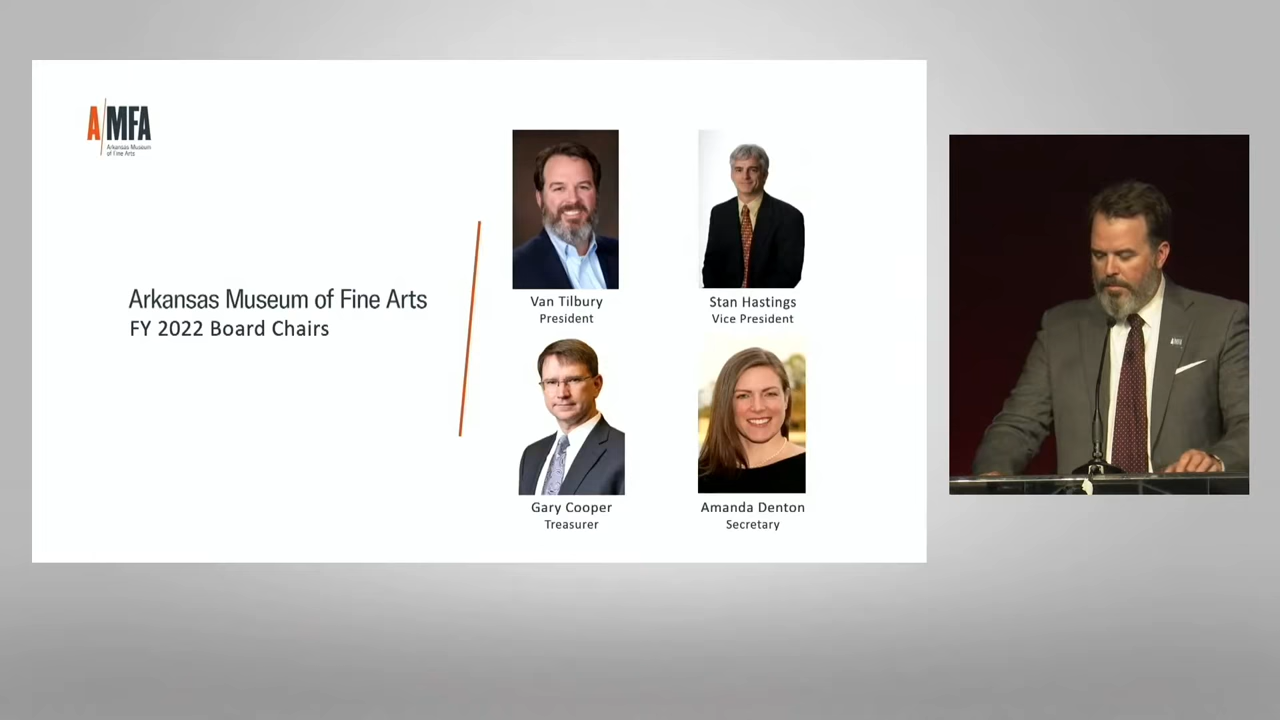 A/MFA
Arkansas Museum
of Fine Arts
Arkansas Museum of Fine Arts
FY 2022 Board Chairs
Van Tilbury
President
Stan Hastings
Vice President
Gary Cooper
Treasurer
Amanda Denton
Secretary